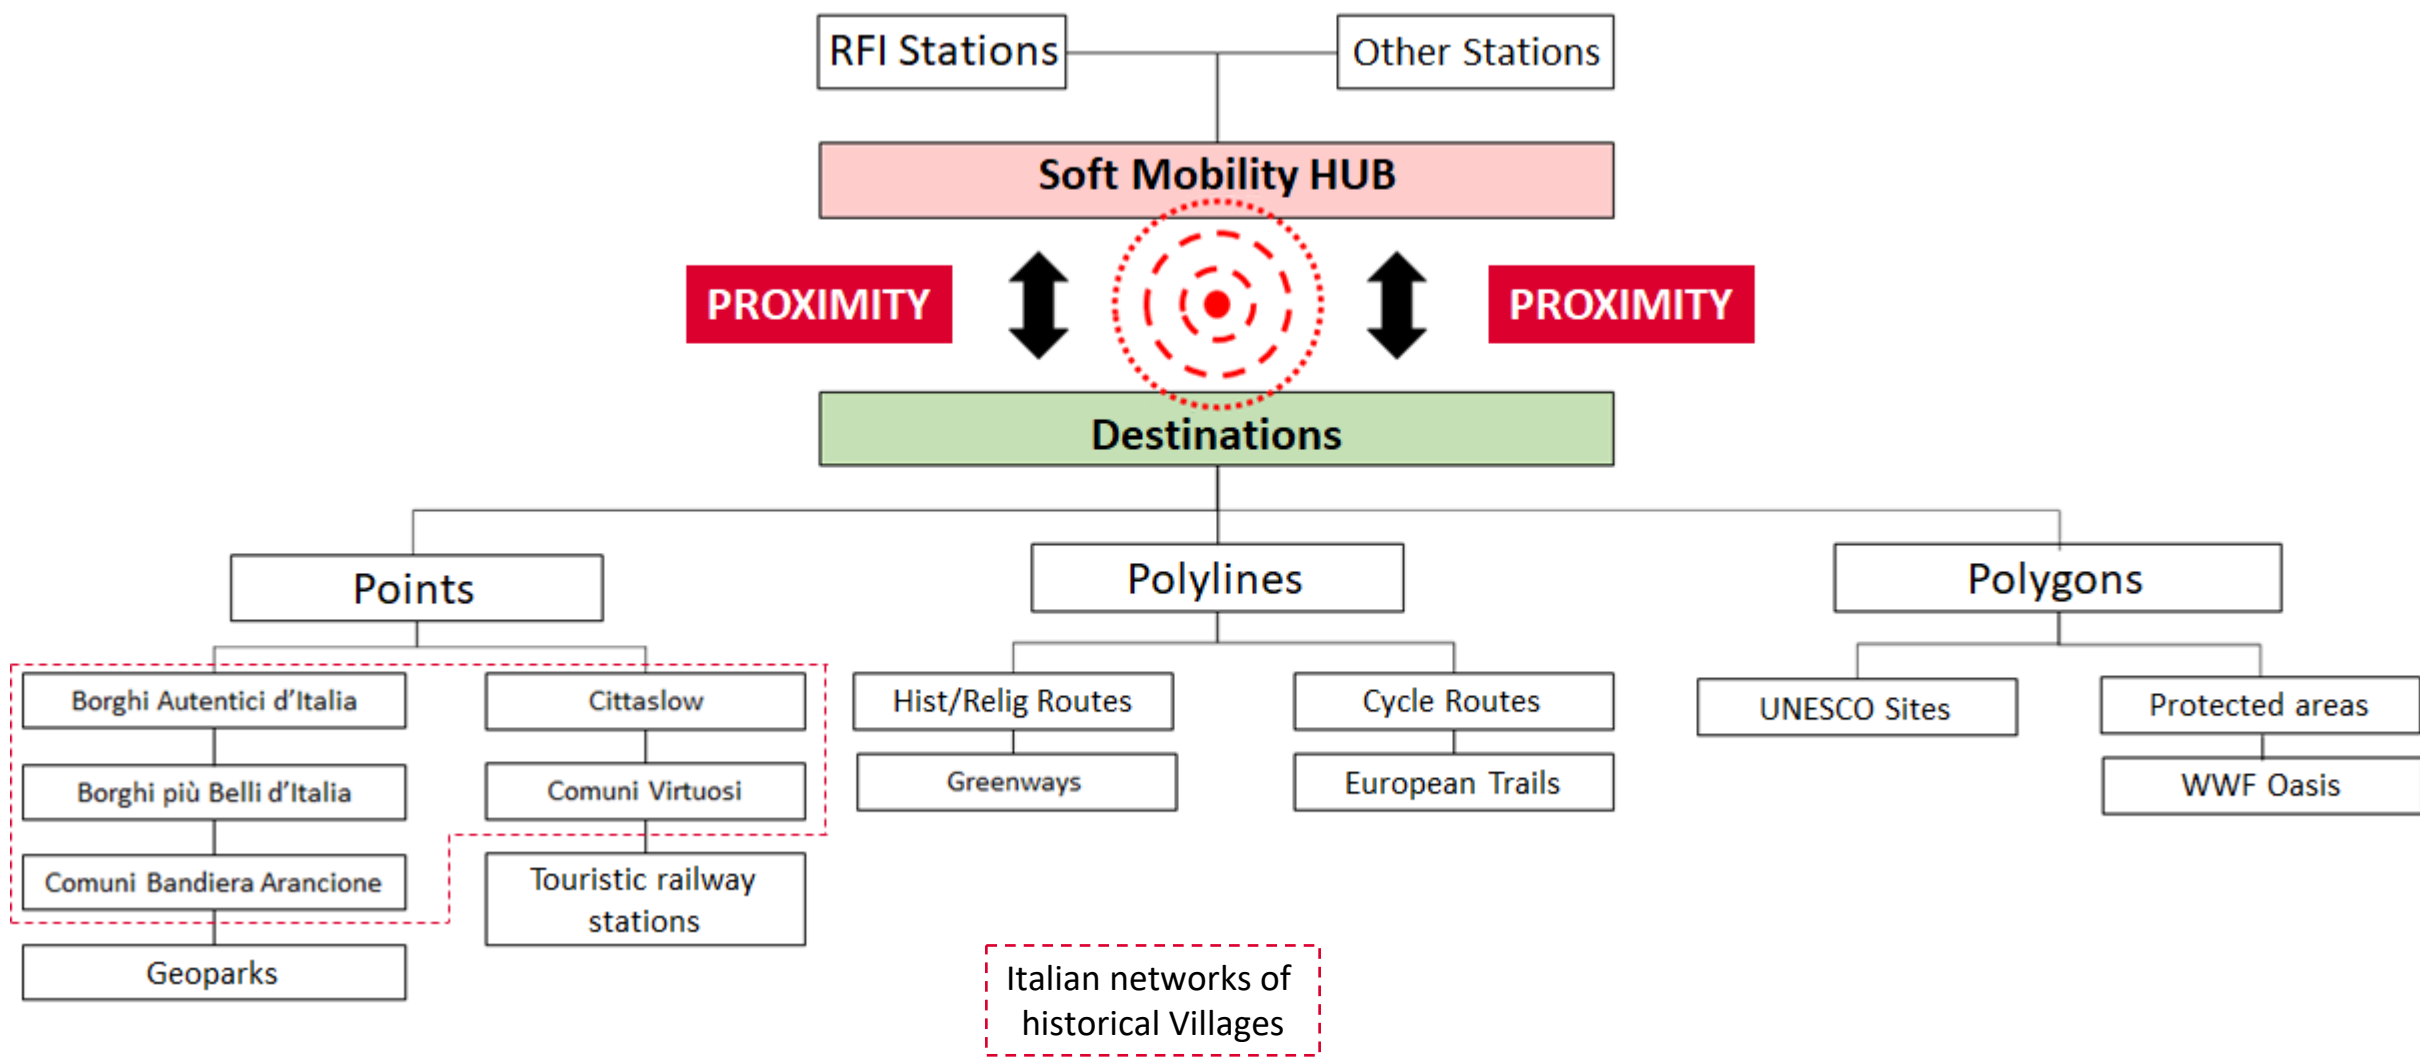 RFI Stations
Other Stations
Soft Mobility HUB
PROXIMITY
PROXIMITY
Destinations
Points
Polylines
Polygons
Borghi Autentici d’Italia
Cittaslow
Hist/Relig Routes
Cycle Routes
UNESCO Sites
Protected areas
Borghi più Belli d’Italia
Comuni Virtuosi
Greenways
European Trails
WWF Oasis
Comuni Bandiera Arancione
Touristic railway
stations
Geoparks
Italian networks of
historical Villages